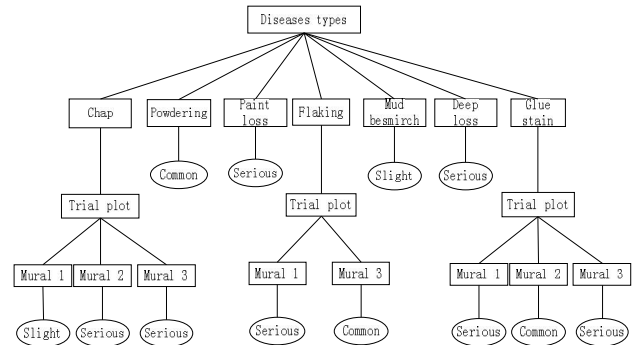 Diseases types
Chap
Powdering
Paint
loss
Flaking
Mud
besmirch
Deep
loss
Glue
stain
Common
Serious
Slight
Serious
Trial plot
Trial plot
Trial plot
Mural 1
Mural 2
Mural 3
Mural 1
Mural 3
Mural 1
Mural 2
Mural 3
Slight
Serious
Serious
Serious
Common
Serious
Common
Serious